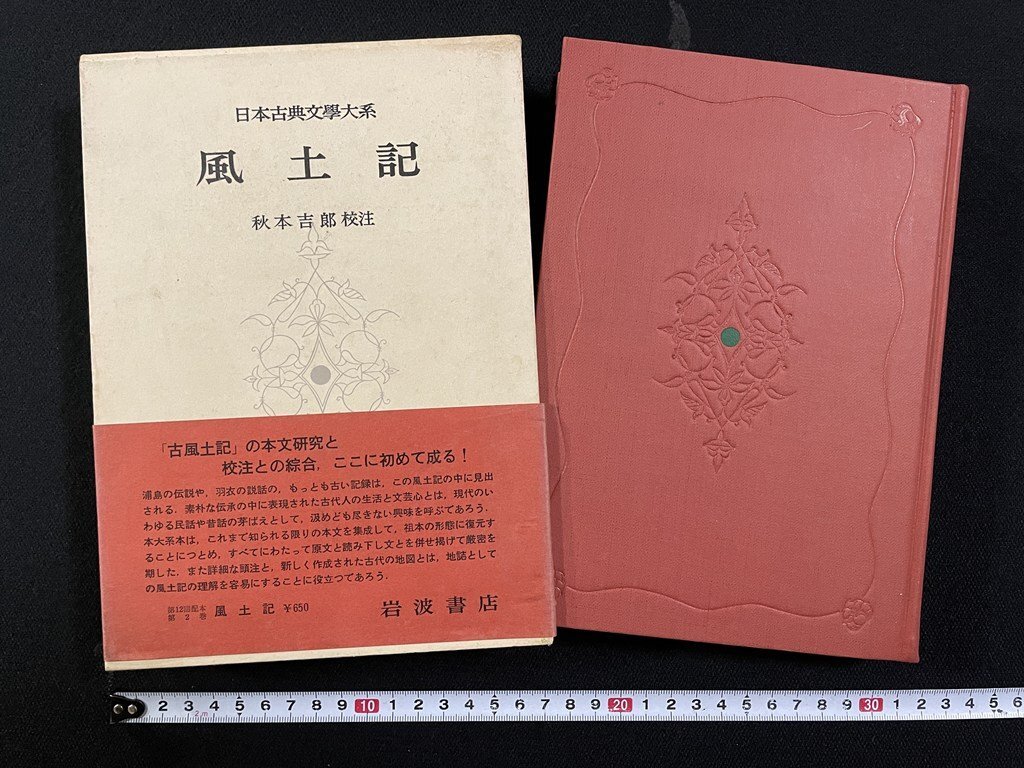 日本古典文學大系
風土記
秋本吉郎校注
「古風土記」の本文研究と
校注との綜合，ここに初めて成る！
浦島の伝説や，羽衣の説話の，もっとも古い記録は，この風土記の中に見出
される．素朴な伝承の中に表現された古代人の生活と文芸心とは，現代のい
わゆる民話や昔話の芽ばえとして，汲めども尽きない興味を呼ぶであろう．
本大系本は，これまで知られる限りの本文を集成して，祖本の形態に復元す
ることにつとめ，すべてにわたって原文と読み下し文とを併せ掲げて厳密を
期した．また詳細な頭注と，新しく作成された古代の地図とは，地誌として
の風土記の理解を容易にすることに役立つであろう．
第12回配本
第2巻
風土記 ¥650
岩波書店
2 3 4 5 6 7 8 9 10 1 2 3 4 5 6 7 8 9 20 1 2 3 4 5 6 7 8 9 30 1 2 3 4 5 6
2m